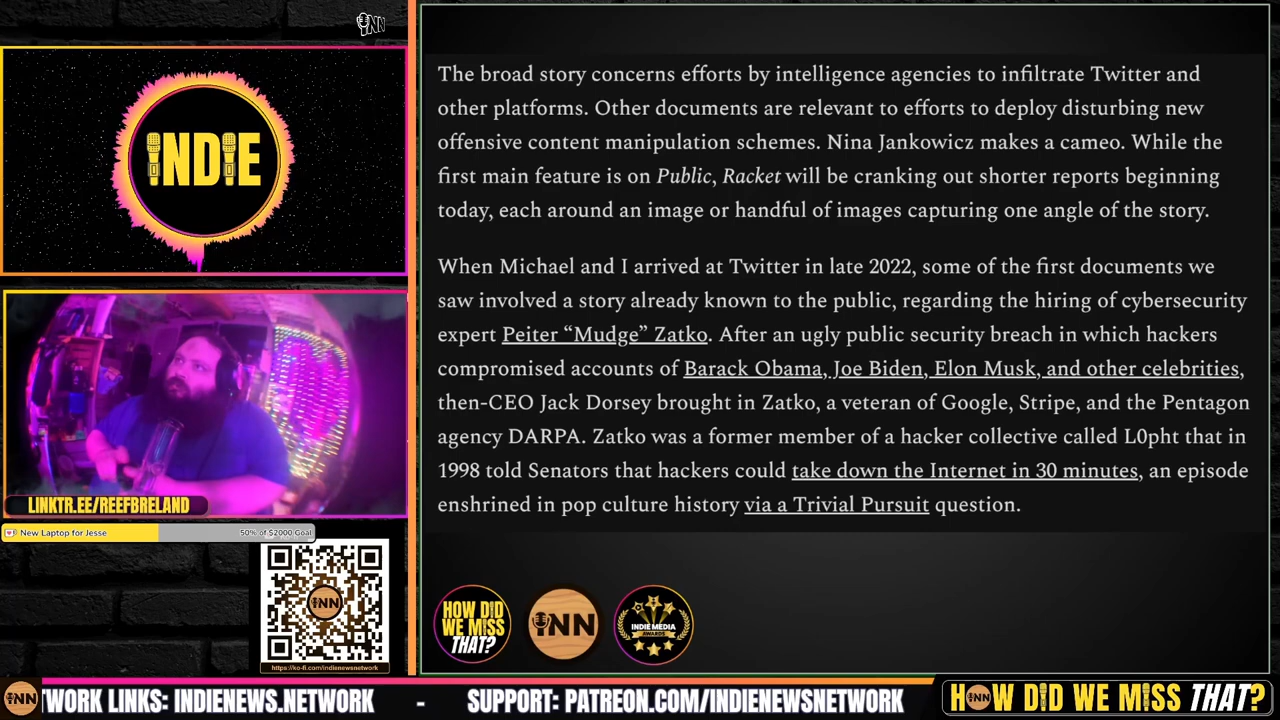 INN
INDIE
LINKTR.EE/REEFBRELAND
New Laptop for Jesse
50% of $2000 Goal
INN
https://ko-fi.com/indienewsnetwork
The broad story concerns efforts by intelligence agencies to infiltrate Twitter and
other platforms. Other documents are relevant to efforts to deploy disturbing new
offensive content manipulation schemes. Nina Jankowicz makes a cameo. While the
first main feature is on Public, Racket will be cranking out shorter reports beginning
today, each around an image or handful of images capturing one angle of the story.
When Michael and I arrived at Twitter in late 2022, some of the first documents we
saw involved a story already known to the public, regarding the hiring of cybersecurity
expert Peiter “Mudge” Zatko. After an ugly public security breach in which hackers
compromised accounts of Barack Obama, Joe Biden, Elon Musk, and other celebrities,
then-CEO Jack Dorsey brought in Zatko, a veteran of Google, Stripe, and the Pentagon
agency DARPA. Zatko was a former member of a hacker collective called L0pht that in
1998 told Senators that hackers could take down the Internet in 30 minutes, an episode
enshrined in pop culture history via a Trivial Pursuit question.
HOW DID
WE MISS
THAT?
INN
INDIE MEDIA
AWARDS
INN
TWORK LINKS: INDIENEWS.NETWORK - SUPPORT: PATREON.COM/INDIENEWSNETWORK
HOW DID WE MISS THAT?